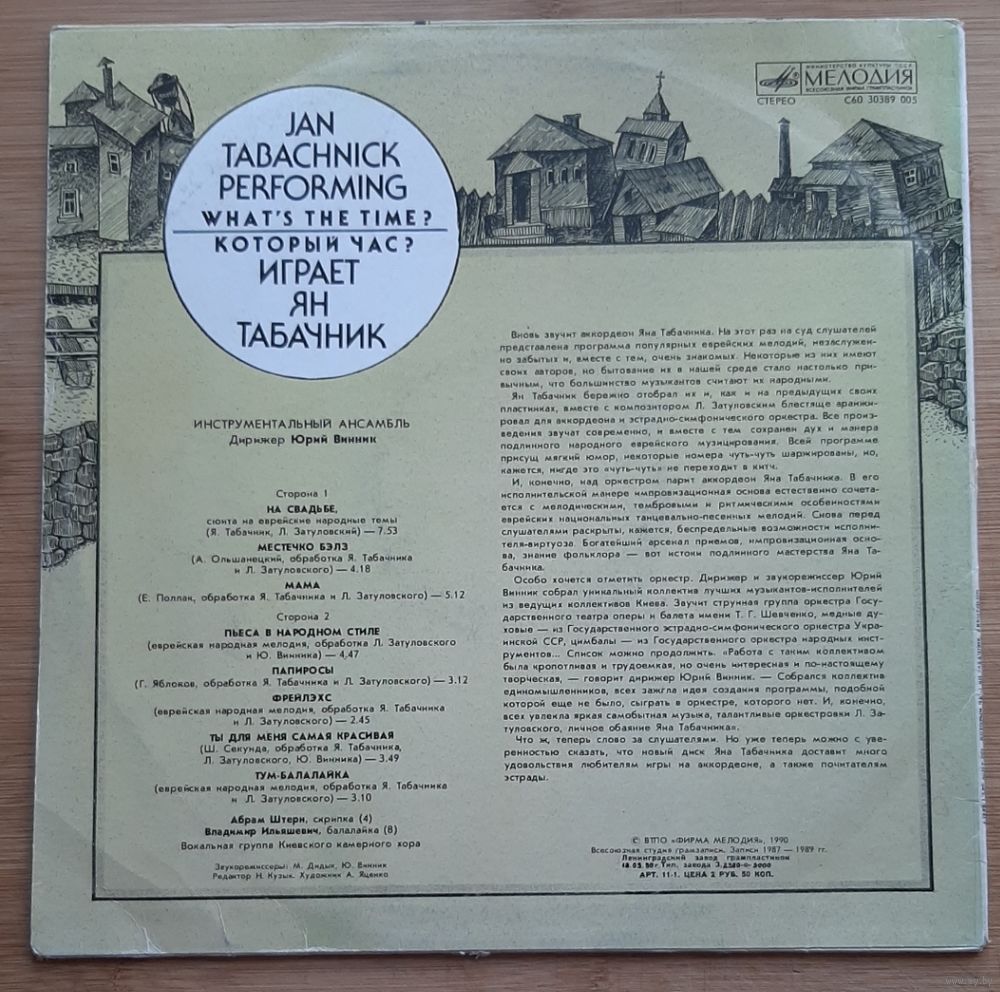 JAN
TABACHNICK
PERFORMING
WHAT'S THE TIME?
КОТОРЫЙ ЧАС?
ИГРАЕТ
ЯН
ТАБАЧНИК
МИНИСТЕРСТВО КУЛЬТУРЫ СССР
МЕЛОДИЯ
ВСЕСОЮЗНАЯ ФИРМА ГРАМПЛАСТИНОК
СТЕРЕО С60 30389 005
ИНСТРУМЕНТАЛЬНЫЙ АНСАМБЛЬ
Дирижер Юрий Винник
Сторона 1
НА СВАДЬБЕ,
сюита на еврейские народные темы
(Я. Табачник, Л. Затуловский) — 7.53
МЕСТЕЧКО БЭЛЗ
(А. Ольшанецкий, обработка Я. Табачника
и Л. Затуловского) — 4.18
МАМА
(Е. Поллак, обработка Я. Табачника и Л. Затуловского) — 5.12
Сторона 2
ПЬЕСА В НАРОДНОМ СТИЛЕ
(еврейская народная мелодия, обработка Л. Затуловского
и Ю. Винника) — 4.47
ПАПИРОСЫ
(Г. Яблоков, обработка Я. Табачника и Л. Затуловского) — 3.12
ФРЕЙЛЭХС
(еврейская народная мелодия, обработка Я. Табачника
и Л. Затуловского) — 2.45
ТЫ ДЛЯ МЕНЯ САМАЯ КРАСИВАЯ
(Ш. Секунда, обработка Я. Табачника,
Л. Затуловского, Ю. Винника) — 3.49
ТУМ-БАЛАЛАЙКА
(еврейская народная мелодия, обработка Я. Табачника
и Л. Затуловского) — 3.10
Абрам Штерн, скрипка (4)
Владимир Ильяшевич, балалайка (8)
Вокальная группа Киевского камерного хора
Звукорежиссеры: М. Дидык, Ю. Винник
Редактор Н. Кузык. Художник А. Яценко
Вновь звучит аккордеон Яна Табачника. На этот раз на суд слушателей
представлена программа популярных еврейских мелодий, незаслужен-
но забытых и, вместе с тем, очень знакомых. Некоторые из них имеют
своих авторов, но бытование их в нашей среде стало настолько при-
вычным, что большинство музыкантов считают их народными.
Ян Табачник бережно отобрал их и, как и на предыдущих своих
пластинках, вместе с композитором Л. Затуловским блестяще аранжи-
ровал для аккордеона и эстрадно-симфонического оркестра. Все произ-
ведения звучат современно, и вместе с тем сохранен дух и манера
подлинного народного еврейского музицирования. Всей программе
присущ мягкий юмор, некоторые номера чуть-чуть шаржированы, но,
кажется, нигде это «чуть-чуть» не переходит в китч.
И, конечно, над оркестром парит аккордеон Яна Табачника. В его
исполнительской манере импровизационная основа естественно сочета-
ется с мелодическими, тембровыми и ритмическими особенностями
еврейских национальных танцевально-песенных мелодий. Снова перед
слушателями раскрыты, кажется, беспредельные возможности исполни-
теля-виртуоза. Богатейший арсенал приемов, импровизационная осно-
ва, знание фольклора — вот истоки подлинного мастерства Яна Та-
бачника.
Особо хочется отметить оркестр. Дирижер и звукорежиссер Юрий
Винник собрал уникальный коллектив лучших музыкантов-исполнителей
из ведущих коллективов Киева. Звучит струнная группа оркестра Госу-
дарственного театра оперы и балета имени Т. Г. Шевченко, медные ду-
ховые — из Государственного эстрадно-симфонического оркестра Укра-
инской ССР, цимбалы — из Государственного оркестра народных инст-
рументов... Список можно продолжить. «Работа с таким коллективом
была кропотливая и трудоемкая, но очень интересная и по-настоящему
творческая, — говорит дирижер Юрий Винник. — Собрался коллектив
единомышленников, всех зажгла идея создания программы, подобной
которой еще не было, сыграть в оркестре, которого нет. И, конечно,
всех увлекла яркая самобытная музыка, талантливые оркестровки Л. За-
туловского, личное обаяние Яна Табачника».
Что ж, теперь слово за слушателями. Но уже теперь можно с уве-
ренностью сказать, что новый диск Яна Табачника доставит много
удовольствия любителям игры на аккордеоне, а также почитателям
эстрады.
© ВТПО «ФИРМА МЕЛОДИЯ», 1990
Всесоюзная студия грамзаписи. Записи 1987 — 1989 гг.
Ленинградский завод грампластинок
Тип. завода
АРТ. 11-1. ЦЕНА 2 РУБ. 50 КОП.